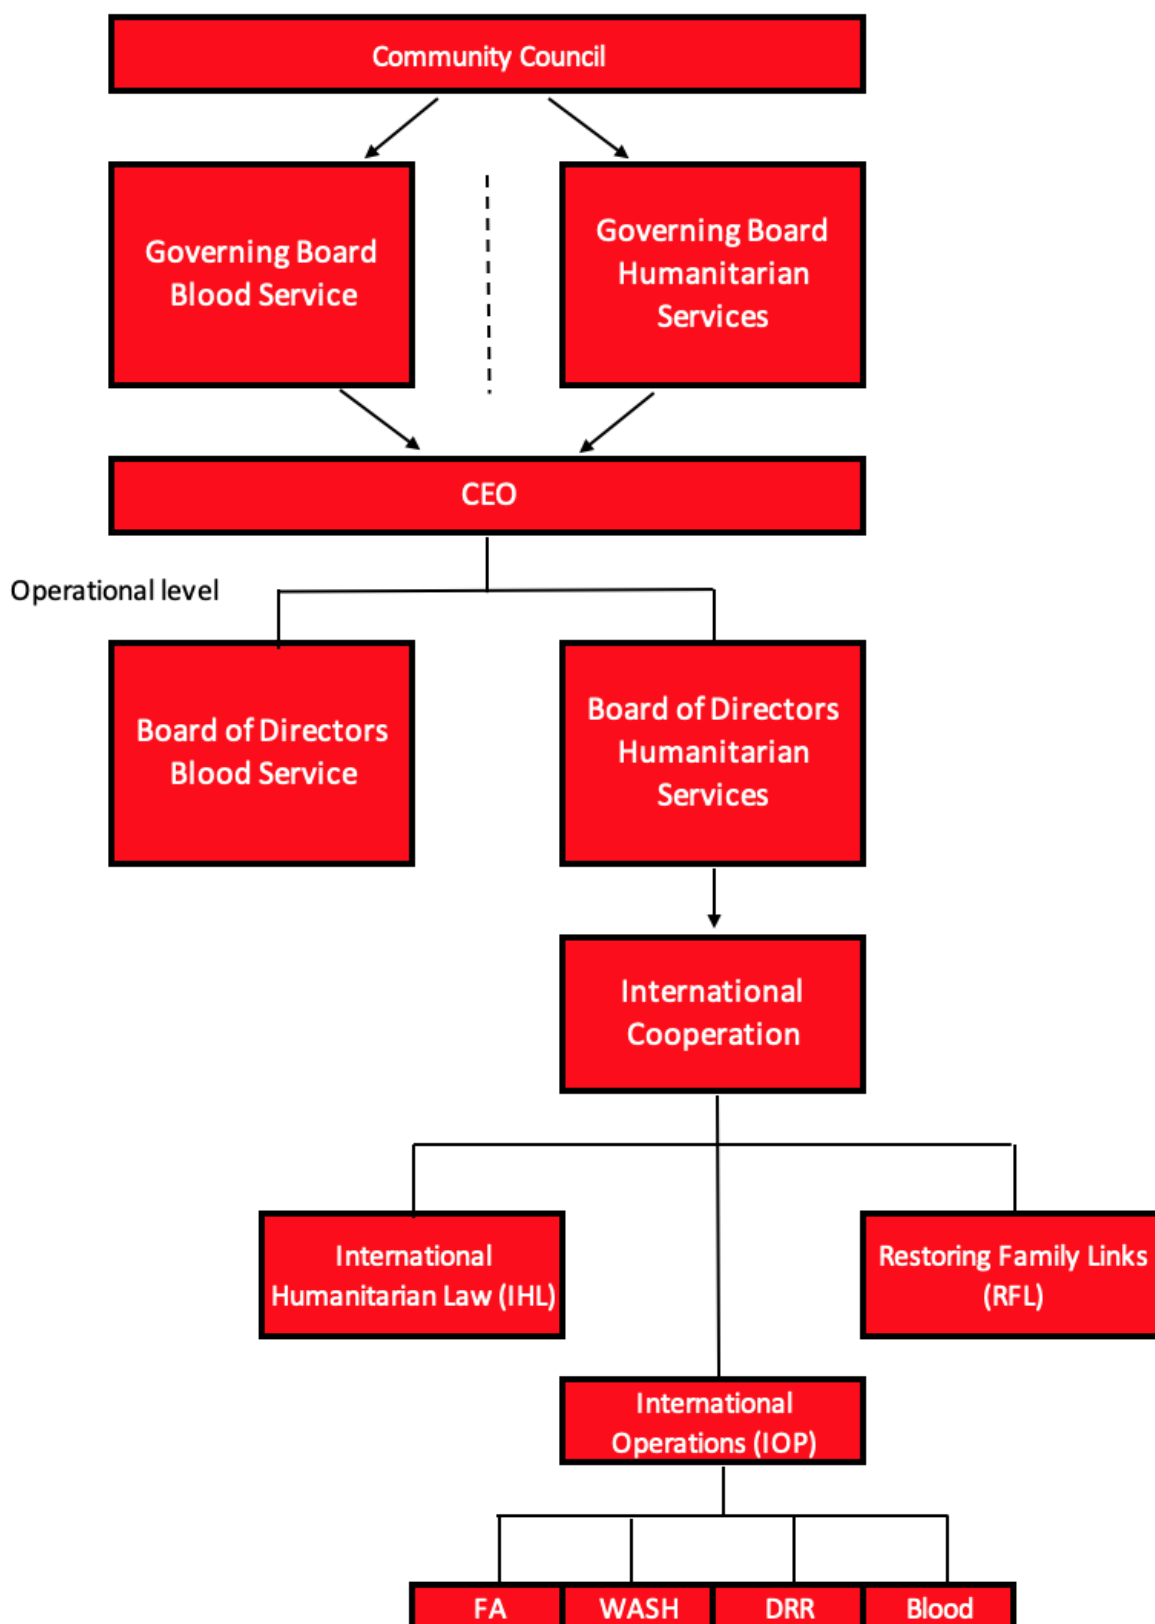 Community Council
Governing Board
Blood Service
Governing Board
Humanitarian
Services
CEO
Operational level
Board of Directors
Blood Service
Board of Directors
Humanitarian
Services
International
Cooperation
International
Humanitarian Law (IHL)
Restoring Family Links
(RFL)
International
Operations (IOP)
FA
WASH
DRR
Blood